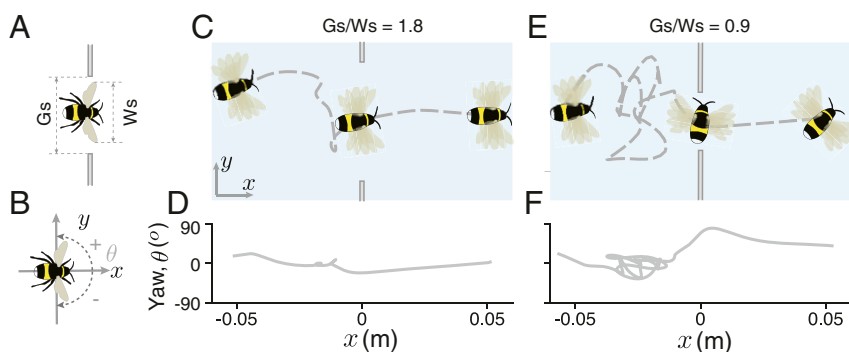 A
Gs
Ws
B
y
+
θ
x
-
C
Gs/Ws = 1.8
y
x
D
Yaw, θ(o)
90
0
-90
-0.05
0
0.05
x (m)
E
Gs/Ws = 0.9
F
-0.05
0
0.05
x (m)